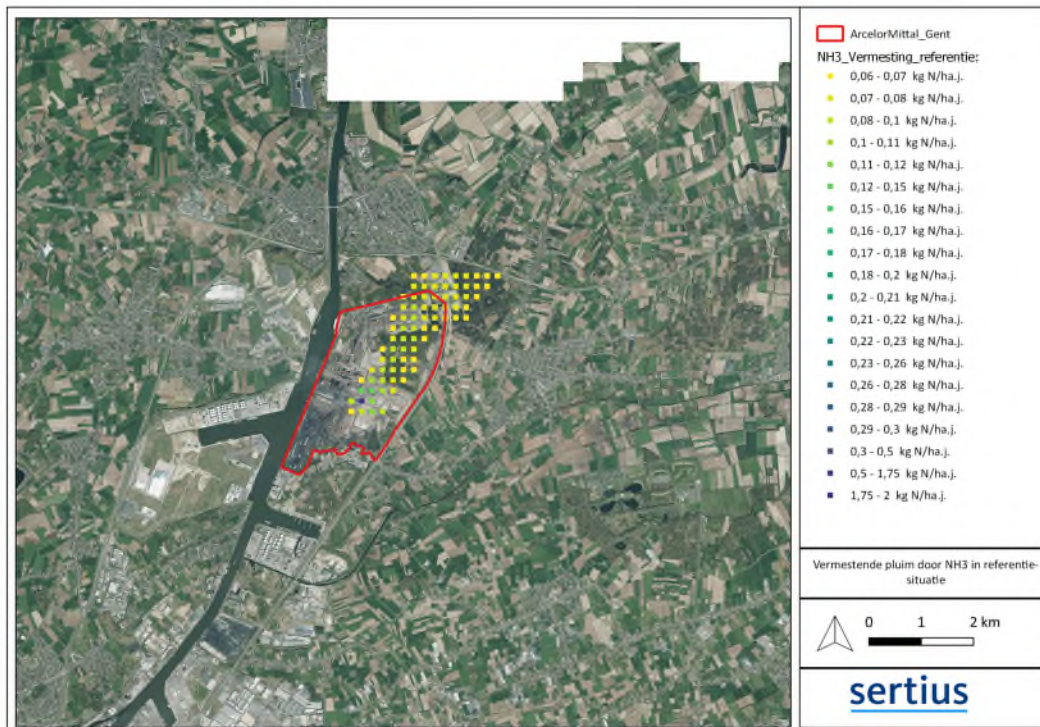 ArcelorMittal_Gent
NH3_Vermesting_referentie:
0,06 - 0,07 kg N/ha.j.
0,07 - 0,08 kg N/ha.j.
0,08 - 0,1 kg N/ha.j.
0,1 - 0,11 kg N/ha.j.
0,11 - 0,12 kg N/ha.j.
0,12 - 0,15 kg N/ha.j.
0,15 - 0,16 kg N/ha.j.
0,16 - 0,17 kg N/ha.j.
0,17 - 0,18 kg N/ha.j.
0,18 - 0,2 kg N/ha.j.
0,2 - 0,21 kg N/ha.j.
0,21 - 0,22 kg N/ha.j.
0,22 - 0,23 kg N/ha.j.
0,23 - 0,26 kg N/ha.j.
0,26 - 0,28 kg N/ha.j.
0,28 - 0,29 kg N/ha.j.
0,29 - 0,3 kg N/ha.j.
0,3 - 0,5 kg N/ha.j.
0,5 - 1,75 kg N/ha.j.
1,75 - 2 kg N/ha.j.
Vermestende pluim door NH3 in referentie-
situatie
0 1 2 km
sertius